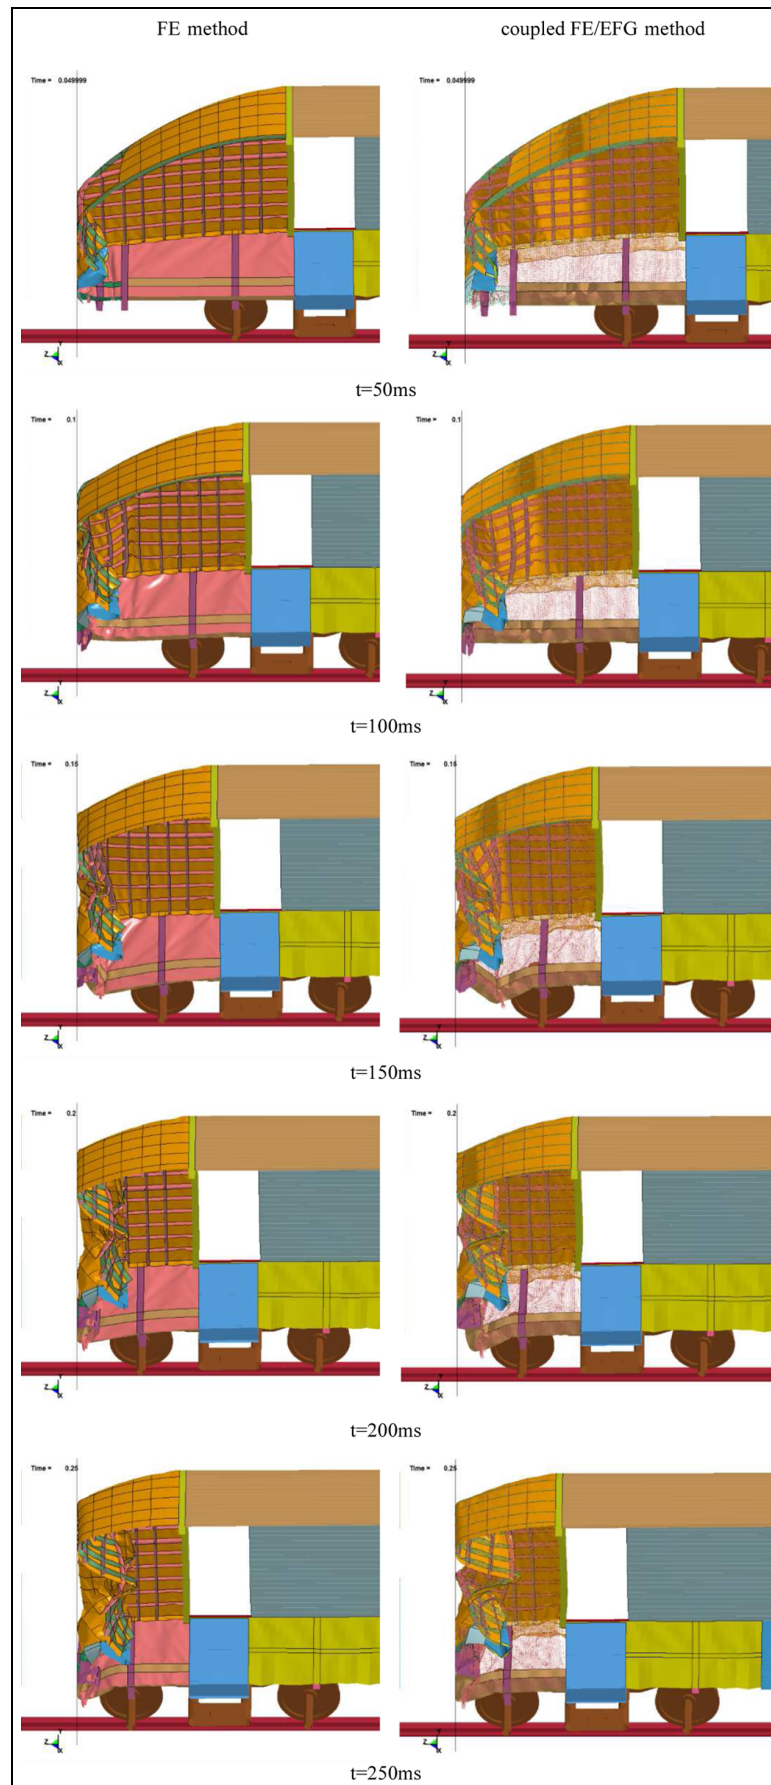 FE method
coupled FE/EFG method
Time = 0.049999
Time = 0.049999
Y
Z
X
Y
Z
X
t=50ms
Time = 0.1
Time = 0.1
Y
Z
X
Y
Z
X
t=100ms
Time = 0.15
Time = 0.15
Y
Z
X
Y
Z
X
t=150ms
Time = 0.2
Time = 0.2
Y
Z
X
Y
Z
X
t=200ms
Time = 0.25
Time = 0.25
Y
Z
X
Y
Z
X
t=250ms